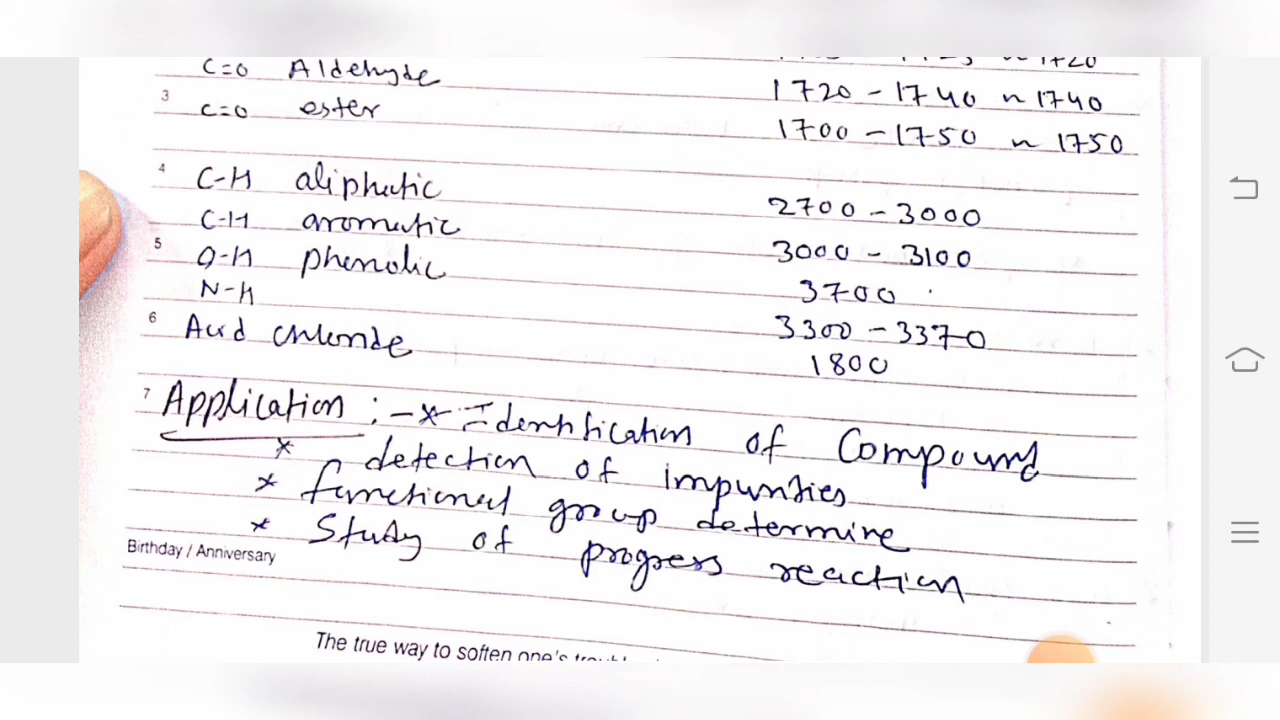 1720
C=O Aldehyde 1720 - 1740 ~ 1740
3 C=O ester 1700 - 1750 ~ 1750
4 C-H aliphatic 2700 - 3000
C-H aromatic 3000 - 3100
5 O-H phenolic 3700
N-H 3300 - 3370
6 Acid chloride 1800
7 Application : - * Identification of Compound
* detection of impurities
* functional group determine
* Study of progress reaction
Birthday / Anniversary
The true way to soften one's